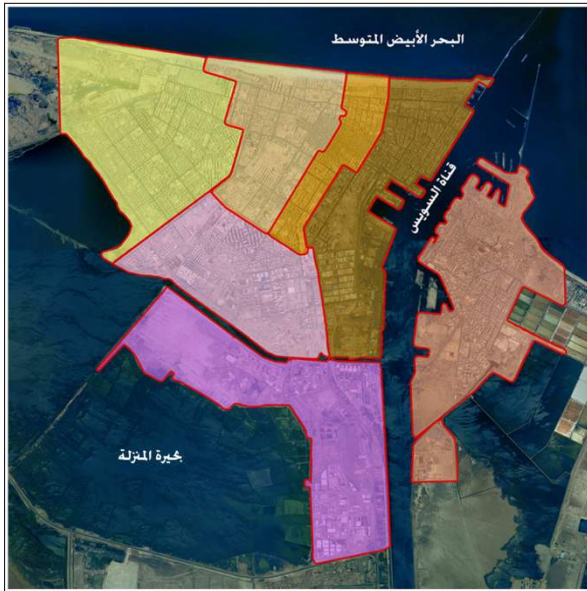 البحر الأبيض المتوسط
قناة السويس
بحيرة المنزلة